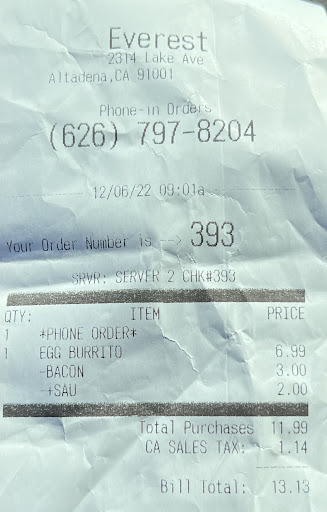 Everest
2314 Lake Ave
Altadena,CA 91001
Phone-in Orders
(626) 797-8204
12/06/22 09:01a
Your Order Number is --> 393
SRVR: SERVER 2 CHK#393
QTY: ITEM PRICE
1 *PHONE ORDER*
1 EGG BURRITO 6.99
-BACON 3.00
-+SAU 2.00
Total Purchases 11.99
CA SALES TAX: 1.14
Bill Total: 13.13